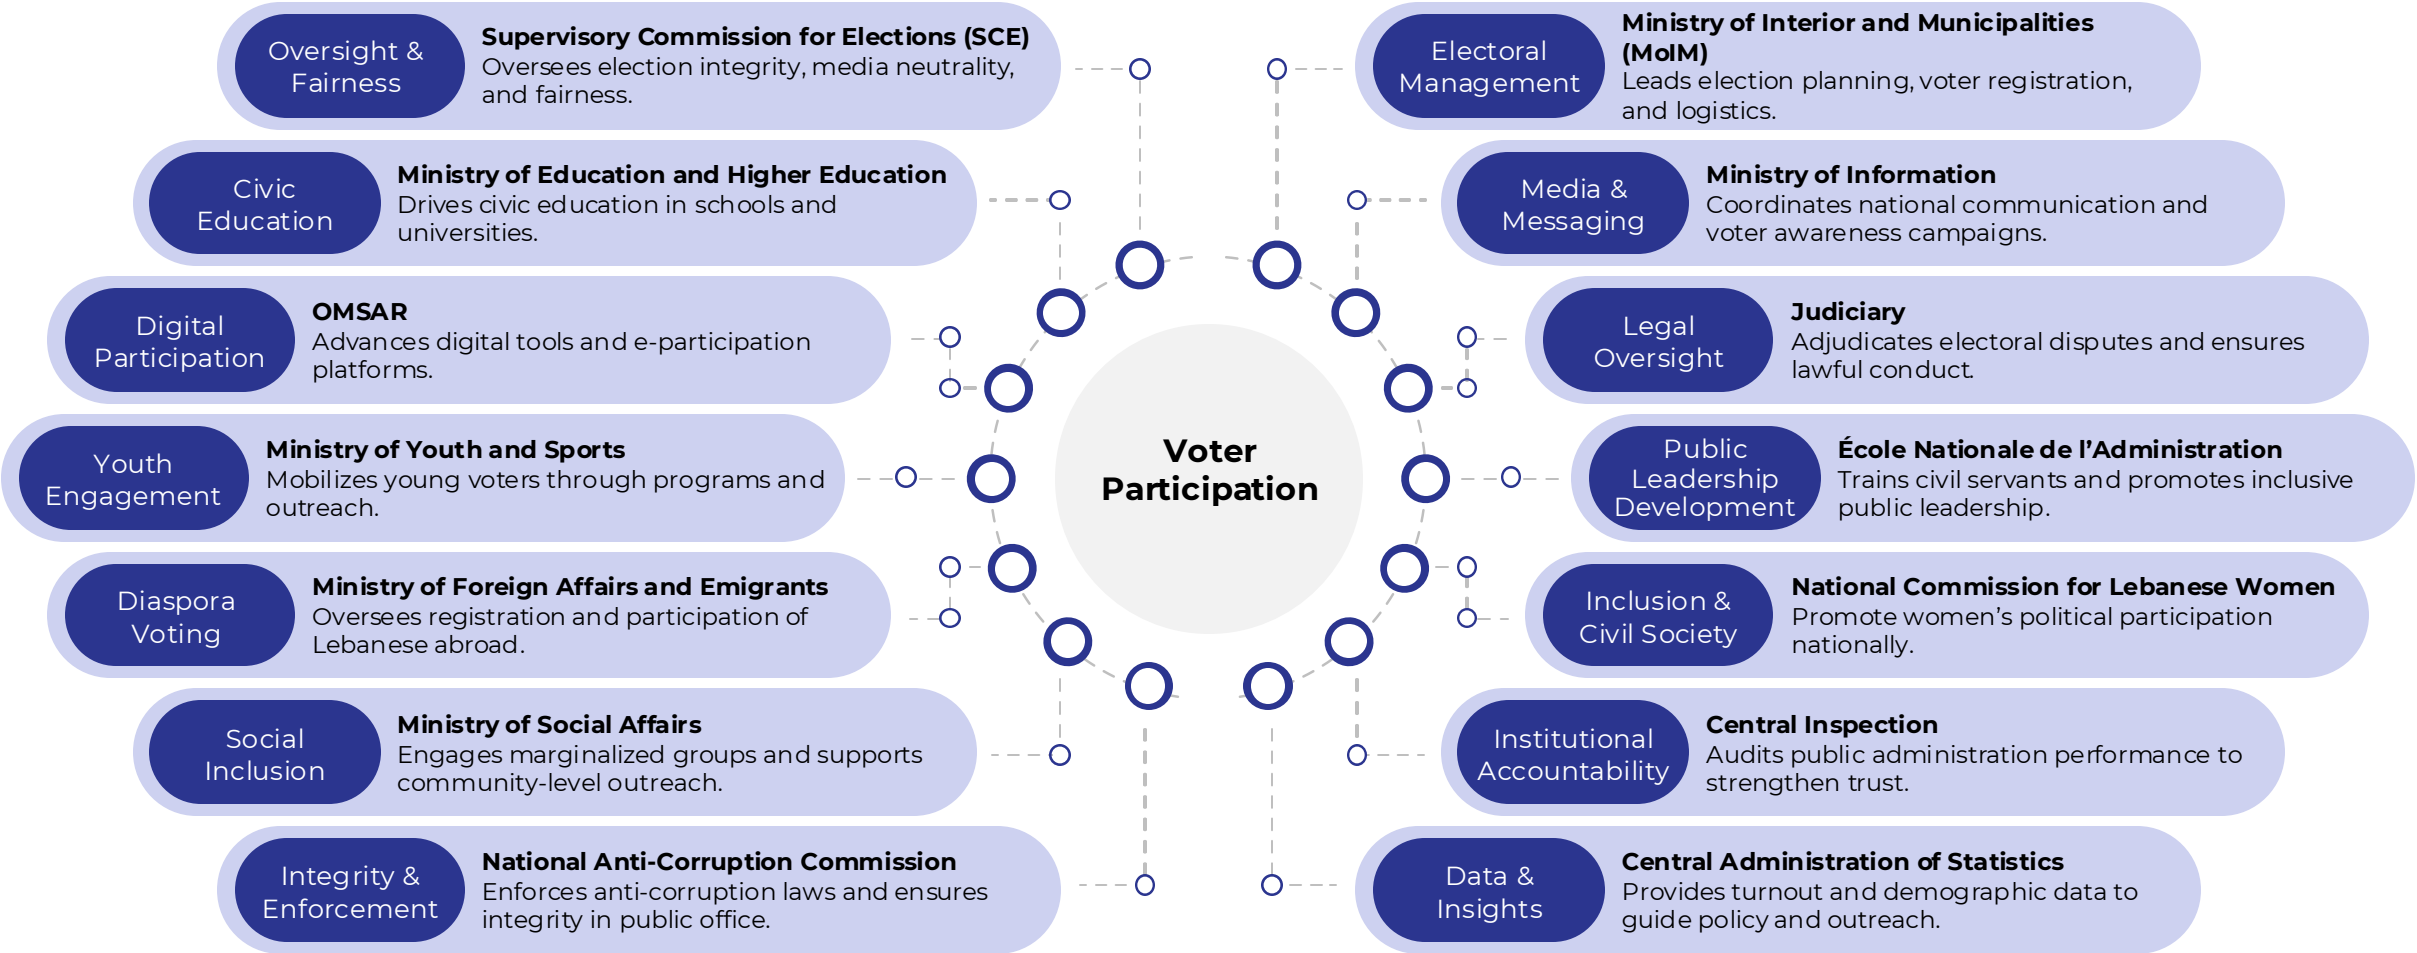 Oversight &
Fairness
Supervisory Commission for Elections (SCE)
Oversees election integrity, media neutrality,
and fairness.
Civic
Education
Ministry of Education and Higher Education
Drives civic education in schools and
universities.
Digital
Participation
OMSAR
Advances digital tools and e-participation
platforms.
Youth
Engagement
Ministry of Youth and Sports
Mobilizes young voters through programs and
outreach.
Diaspora
Voting
Ministry of Foreign Affairs and Emigrants
Oversees registration and participation of
Lebanese abroad.
Social
Inclusion
Ministry of Social Affairs
Engages marginalized groups and supports
community-level outreach.
Integrity &
Enforcement
National Anti-Corruption Commission
Enforces anti-corruption laws and ensures
integrity in public office.
Voter
Participation
Electoral
Management
Ministry of Interior and Municipalities
(MoIM)
Leads election planning, voter registration,
and logistics.
Media &
Messaging
Ministry of Information
Coordinates national communication and
voter awareness campaigns.
Legal
Oversight
Judiciary
Adjudicates electoral disputes and ensures
lawful conduct.
Public
Leadership
Development
École Nationale de l’Administration
Trains civil servants and promotes inclusive
public leadership.
Inclusion &
Civil Society
National Commission for Lebanese Women
Promote women’s political participation
nationally.
Institutional
Accountability
Central Inspection
Audits public administration performance to
strengthen trust.
Data &
Insights
Central Administration of Statistics
Provides turnout and demographic data to
guide policy and outreach.